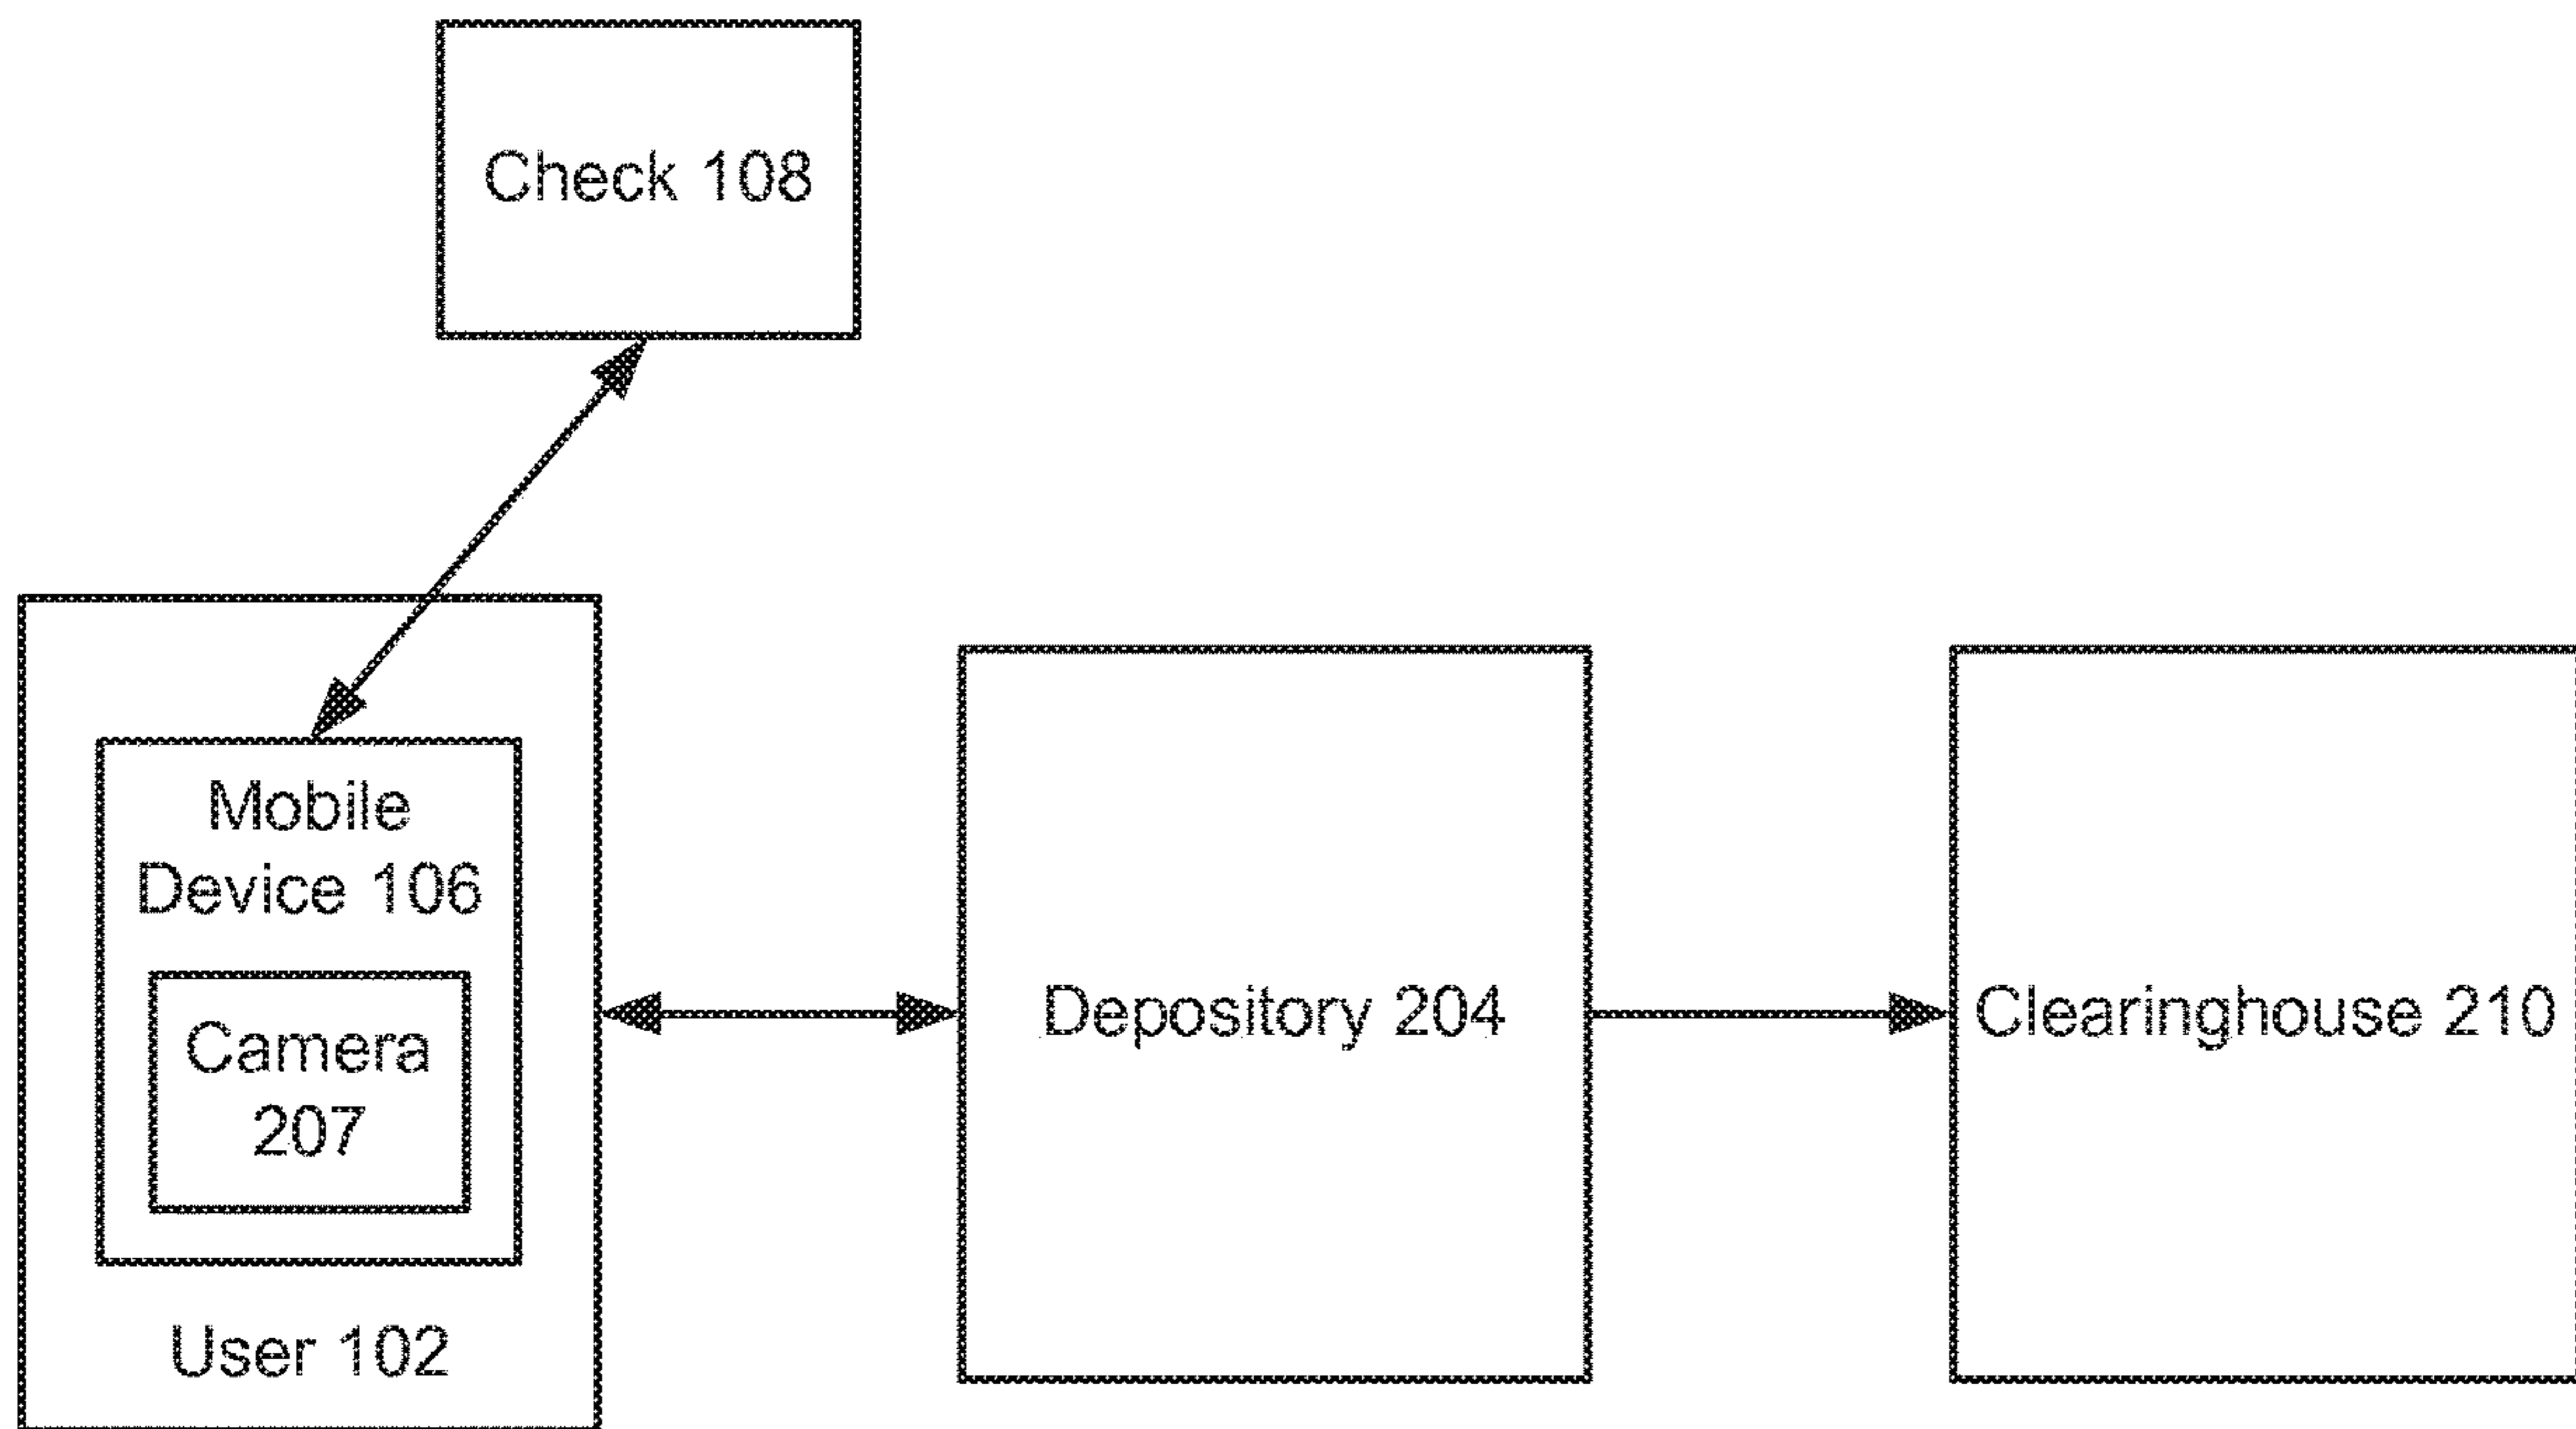 Check 108
Mobile
Device 106
Camera
207
User 102
Depository 204
Clearinghouse 210